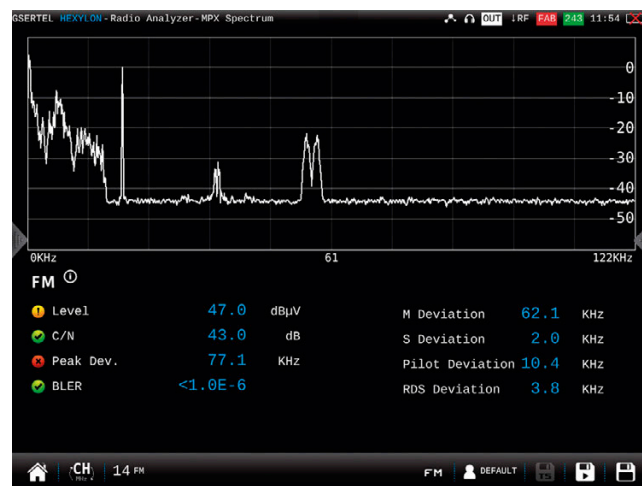 GSERTEL HEXYLON-Radio Analyzer-MPX Spectrum OUT ↓RF FAB 243 11:54
0
-10
-20
-30
-40
-50
0KHz 61 122KHz
FM
Level 47.0 dBµV
C/N 43.0 dB
Peak Dev. 77.1 KHz
BLER <1.0E-6
M Deviation 62.1 KHz
S Deviation 2.0 KHz
Pilot Deviation 10.4 KHz
RDS Deviation 3.8 KHz
CH 14 FM FM DEFAULT
MHz